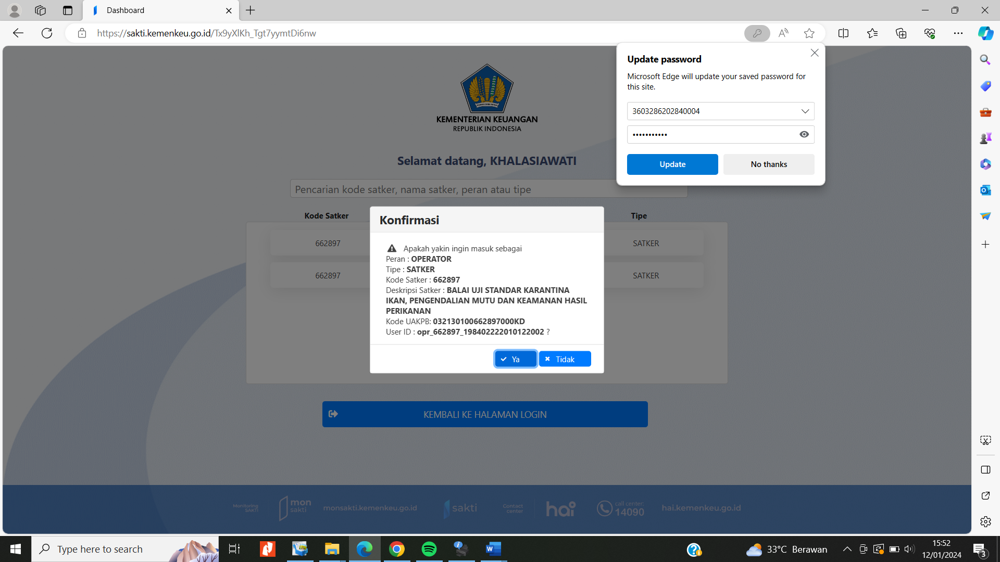 Dashboard
https://sakti.kemenkeu.go.id/Tx9yXlKh_Tgt7yymtDi6nw
Update password
Microsoft Edge will update your saved password for
this site.
3603286202840004
•••••••••••
Update
No thanks
KEMENTERIAN KEUANGAN
REPUBLIK INDONESIA
Selamat datang, KHALASIAWATI
Pencarian kode satker, nama satker, peran atau tipe
Kode Satker
Tipe
662897
SATKER
662897
SATKER
Konfirmasi
Apakah yakin ingin masuk sebagai
Peran : OPERATOR
Tipe : SATKER
Kode Satker : 662897
Deskripsi Satker : BALAI UJI STANDAR KARANTINA
IKAN, PENGENDALIAN MUTU DAN KEAMANAN HASIL
PERIKANAN
Kode UAKPB: 032130100662897000KD
User ID : opr_662897_198402222010122002 ?
Ya
Tidak
KEMBALI KE HALAMAN LOGIN
Monitoring
SAKTI
mon
sakti
monsakti.kemenkeu.go.id
sakti
Contact
center
hai
call center:
14090
hai.kemenkeu.go.id
Type here to search
33°C Berawan
15:52
12/01/2024
3